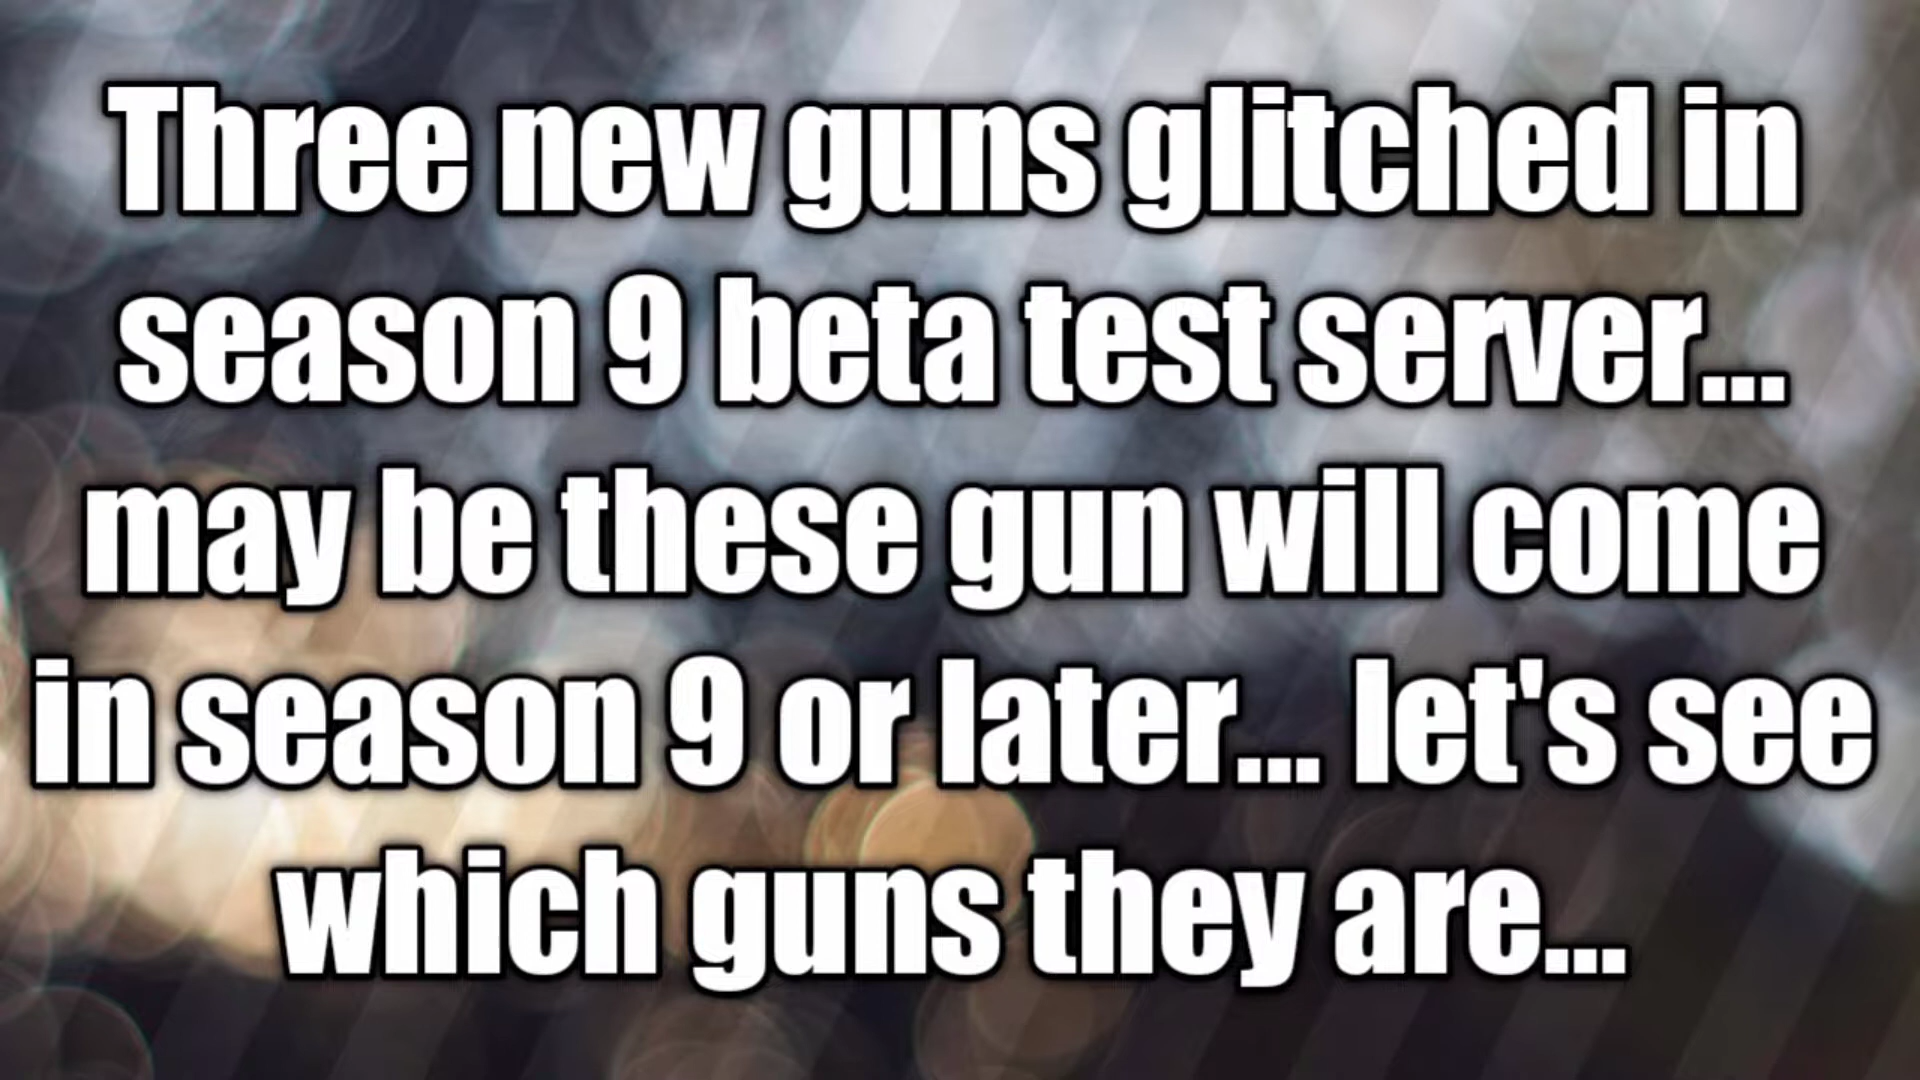 Three new guns glitched in
season 9 beta test server...
may be these gun will come
in season 9 or later... let's see
which guns they are...